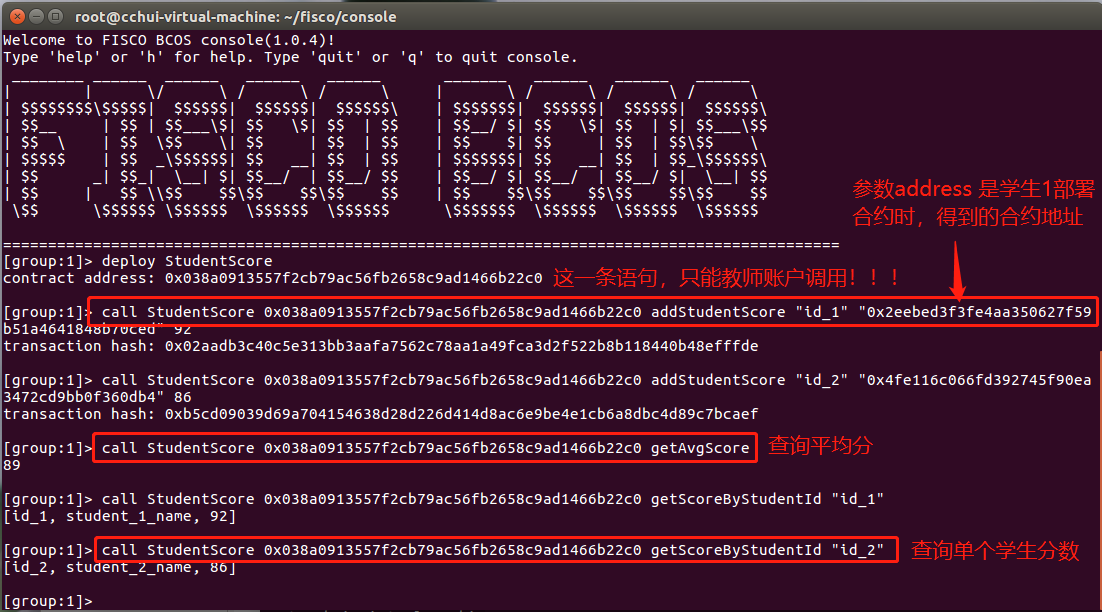 root@cchui-virtual-machine: ~/fisco/console
Welcome to FISCO BCOS console(1.0.4)!
Type 'help' or 'h' for help. Type 'quit' or 'q' to quit console.
FISCO BCOS
参数address 是学生1部署
合约时，得到的合约地址
=============================================================================================
[group:1]> deploy StudentScore
contract address: 0x038a0913557f2cb79ac56fb2658c9ad1466b22c0 这一条语句，只能教师账户调用！！！
[group:1]> call StudentScore 0x038a0913557f2cb79ac56fb2658c9ad1466b22c0 addStudentScore "id_1" "0x2eebed3f3fe4aa350627f59
b51a4641848b70ced" 92
transaction hash: 0x02aadb3c40c5e313bb3aafa7562c78aa1a49fca3d2f522b8b118440b48efffde
[group:1]> call StudentScore 0x038a0913557f2cb79ac56fb2658c9ad1466b22c0 addStudentScore "id_2" "0x4fe116c066fd392745f90ea
3472cd9bb0f360db4" 86
transaction hash: 0xb5cd09039d69a704154638d28d226d414d8ac6e9be4e1cb6a8dbc4d89c7bcaef
[group:1]> call StudentScore 0x038a0913557f2cb79ac56fb2658c9ad1466b22c0 getAvgScore 查询平均分
89
[group:1]> call StudentScore 0x038a0913557f2cb79ac56fb2658c9ad1466b22c0 getScoreByStudentId "id_1"
[id_1, student_1_name, 92]
[group:1]> call StudentScore 0x038a0913557f2cb79ac56fb2658c9ad1466b22c0 getScoreByStudentId "id_2" 查询单个学生分数
[id_2, student_2_name, 86]
[group:1]>